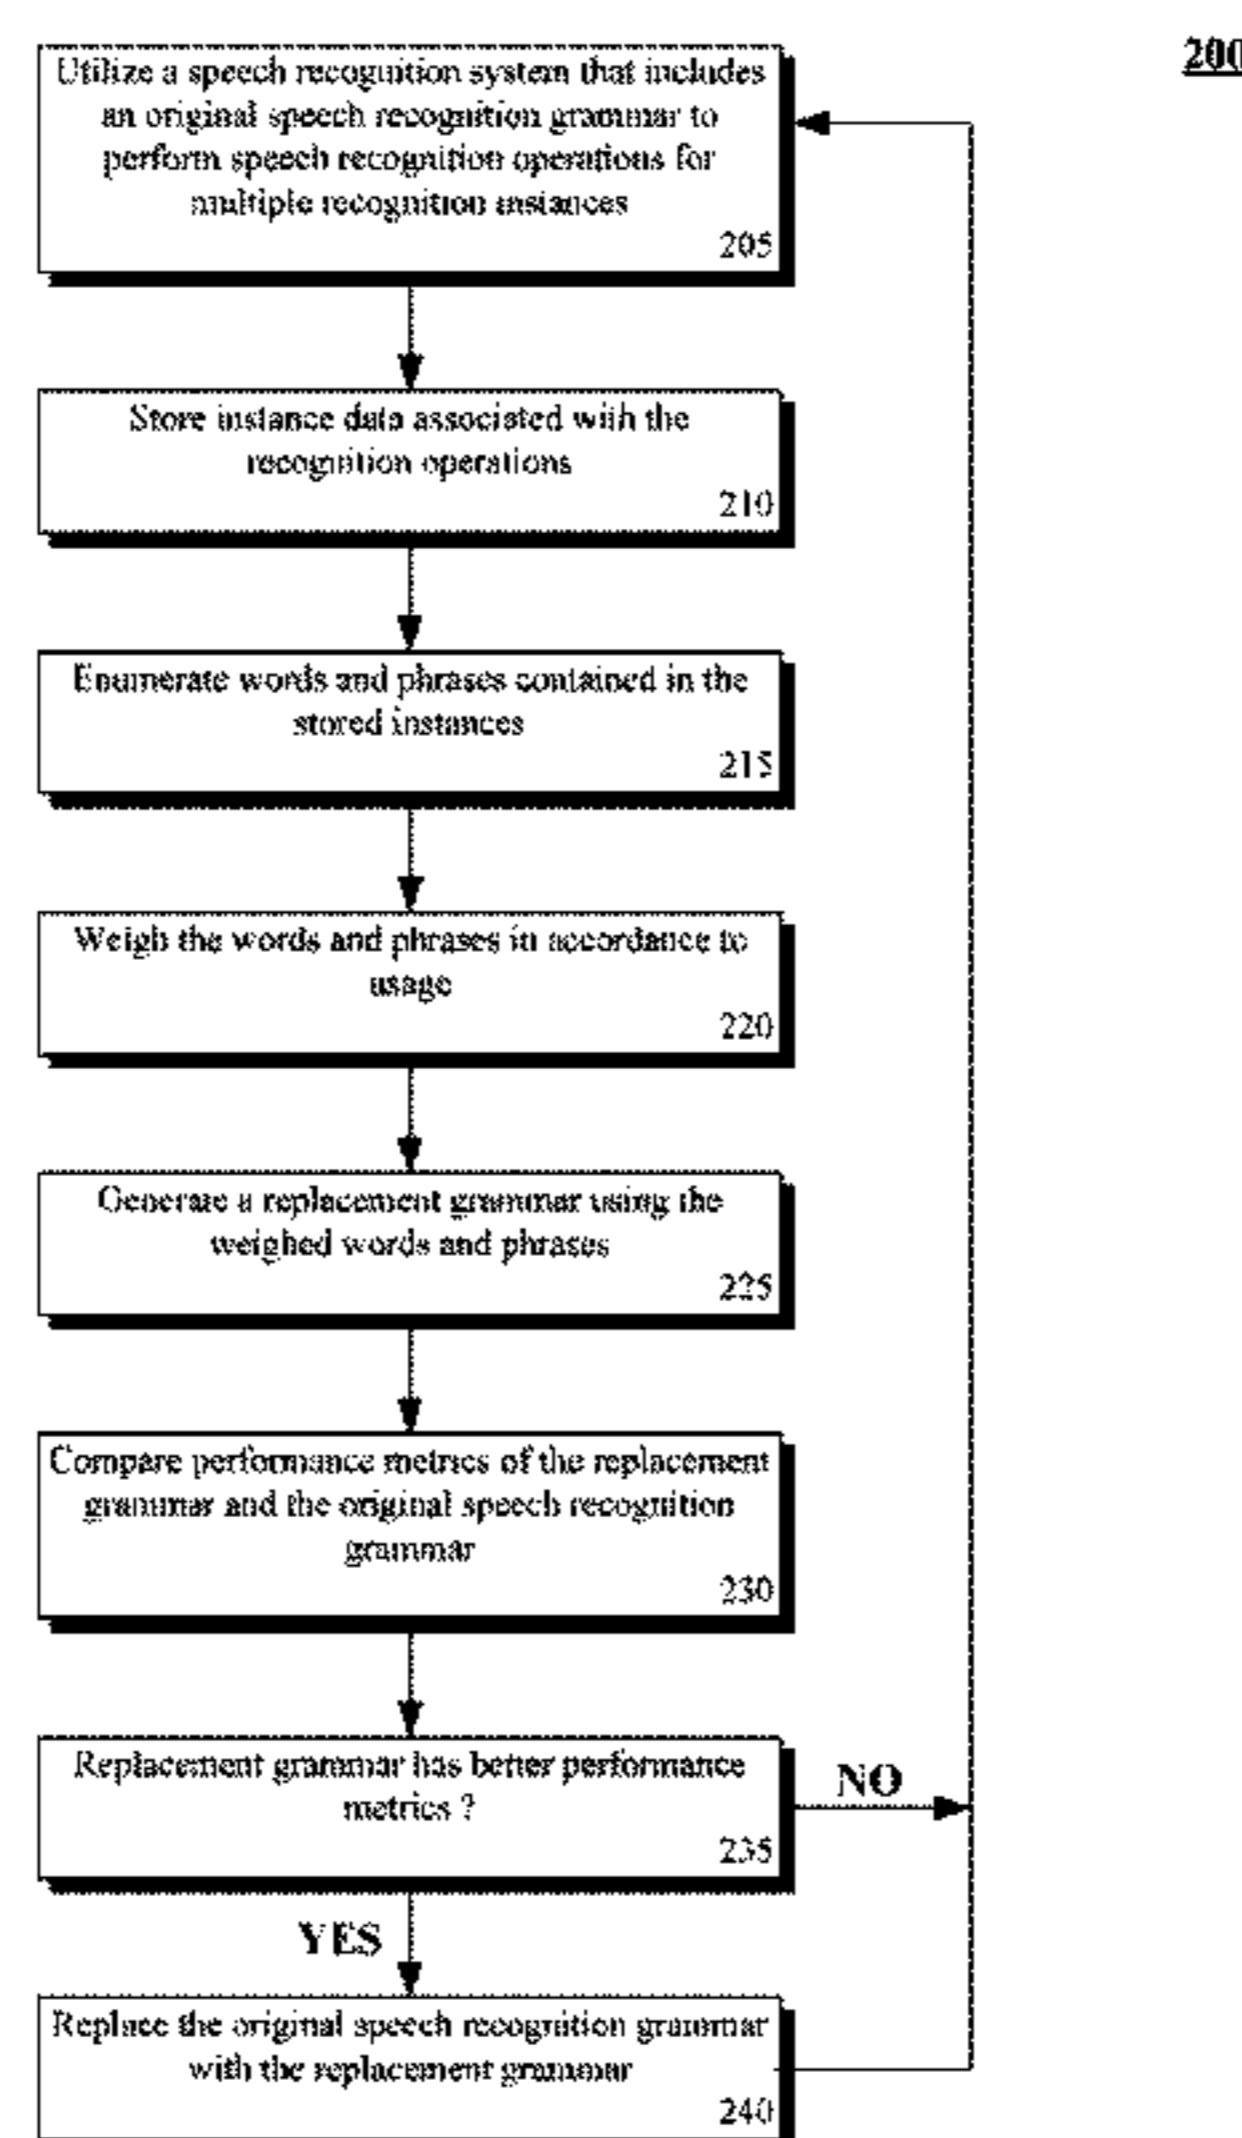 200
Utilize a speech recognition system that includes
an original speech recognition grammar to
perform speech recognition operations for
multiple recognition instances
205
Store instance data associated with the
recognition operations
210
Enumerate words and phrases contained in the
stored instances
215
Weigh the words and phrases in accordance to
usage
220
Generate a replacement grammar using the
weighed words and phrases
225
Compare performance metrics of the replacement
grammar and the original speech recognition
grammar
230
Replacement grammar has better performance
metrics ?
235
NO
YES
Replace the original speech recognition grammar
with the replacement grammar
240